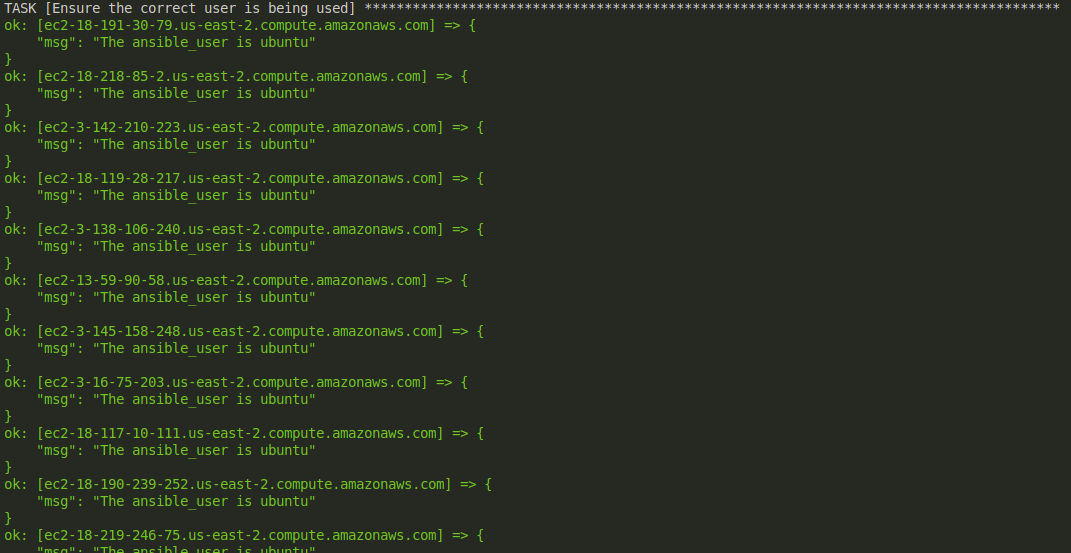 TASK [Ensure the correct user is being used] ***************************************************************************************
ok: [ec2-18-191-30-79.us-east-2.compute.amazonaws.com] => {
    "msg": "The ansible_user is ubuntu"
}
ok: [ec2-18-218-85-2.us-east-2.compute.amazonaws.com] => {
    "msg": "The ansible_user is ubuntu"
}
ok: [ec2-3-142-210-223.us-east-2.compute.amazonaws.com] => {
    "msg": "The ansible_user is ubuntu"
}
ok: [ec2-18-119-28-217.us-east-2.compute.amazonaws.com] => {
    "msg": "The ansible_user is ubuntu"
}
ok: [ec2-3-138-106-240.us-east-2.compute.amazonaws.com] => {
    "msg": "The ansible_user is ubuntu"
}
ok: [ec2-13-59-90-58.us-east-2.compute.amazonaws.com] => {
    "msg": "The ansible_user is ubuntu"
}
ok: [ec2-3-145-158-248.us-east-2.compute.amazonaws.com] => {
    "msg": "The ansible_user is ubuntu"
}
ok: [ec2-3-16-75-203.us-east-2.compute.amazonaws.com] => {
    "msg": "The ansible_user is ubuntu"
}
ok: [ec2-18-117-10-111.us-east-2.compute.amazonaws.com] => {
    "msg": "The ansible_user is ubuntu"
}
ok: [ec2-18-190-239-252.us-east-2.compute.amazonaws.com] => {
    "msg": "The ansible_user is ubuntu"
}
ok: [ec2-18-219-246-75.us-east-2.compute.amazonaws.com] => {
    "msg": "The ansible_user is ubuntu"